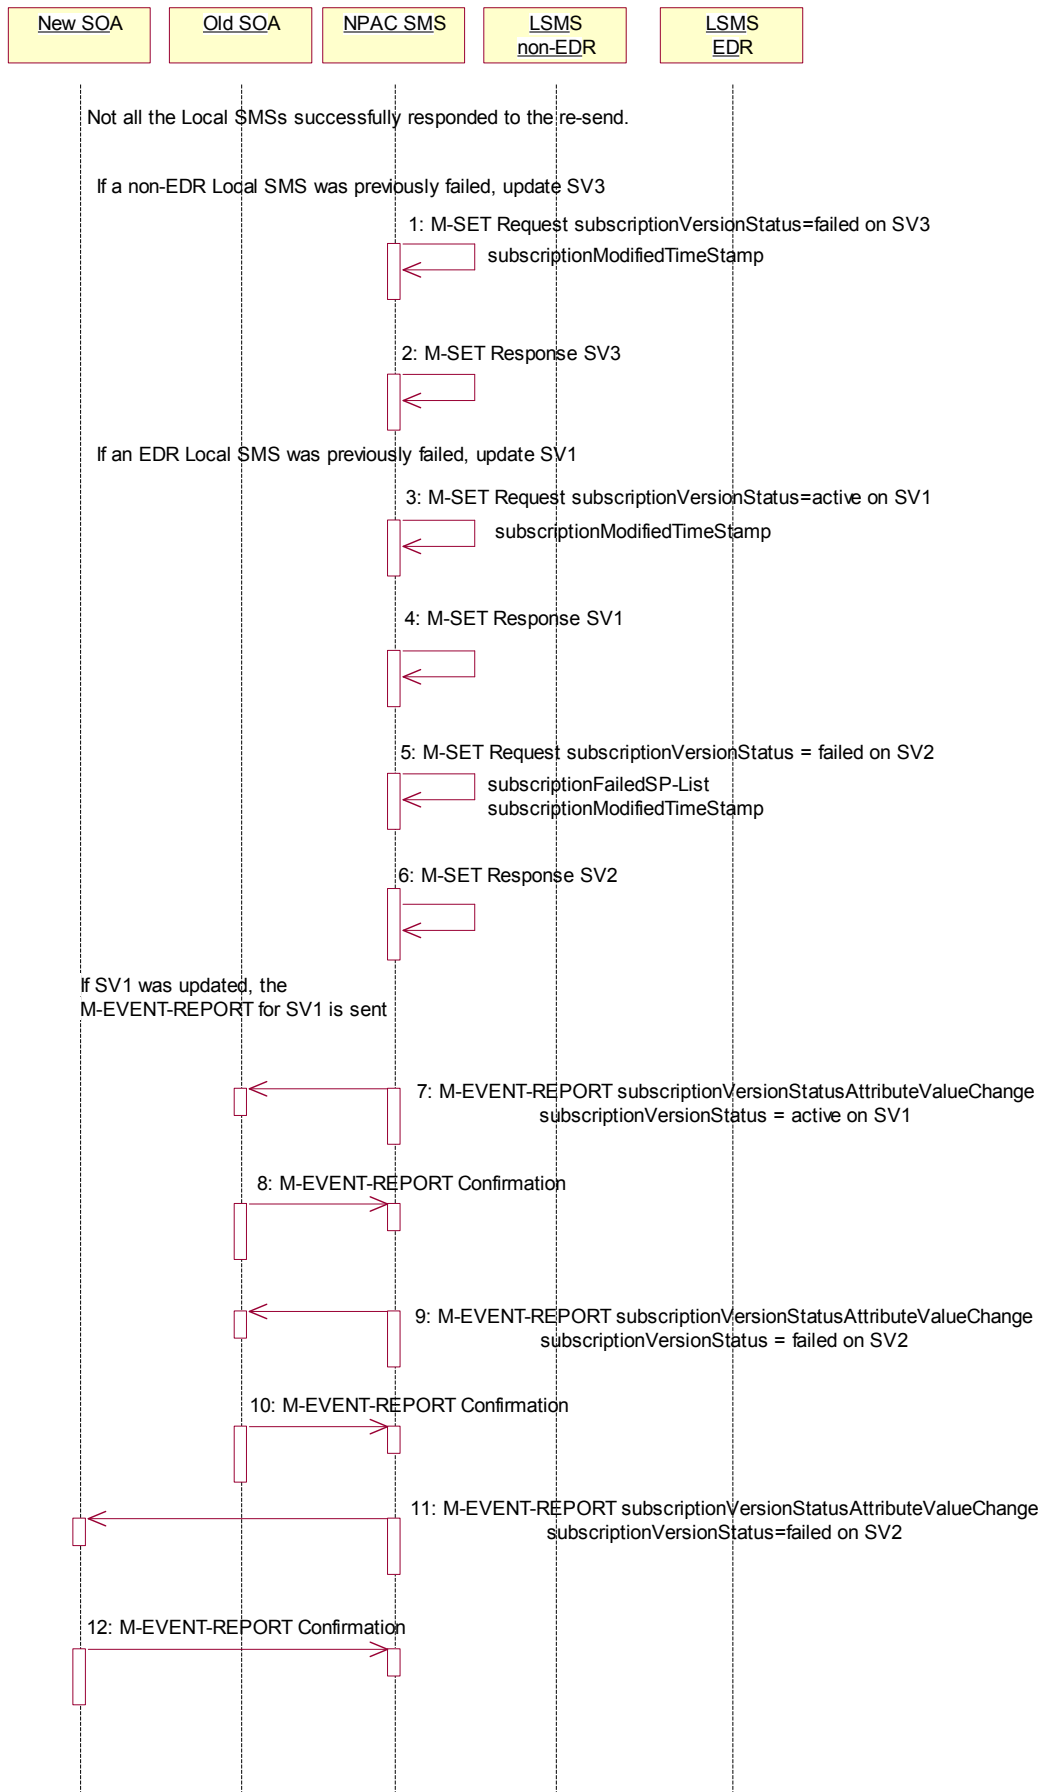 New SOA
Old SOA
NPAC SMS
LSMS
non-EDR
LSMS
EDR
Not all the Local SMSs successfully responded to the re-send.
If a non-EDR Local SMS was previously failed, update SV3
1: M-SET Request subscriptionVersionStatus=failed on SV3
subscriptionModifiedTimeStamp
2: M-SET Response SV3
If an EDR Local SMS was previously failed, update SV1
3: M-SET Request subscriptionVersionStatus=active on SV1
subscriptionModifiedTimeStamp
4: M-SET Response SV1
5: M-SET Request subscriptionVersionStatus = failed on SV2
subscriptionFailedSP-List
subscriptionModifiedTimeStamp
6: M-SET Response SV2
If SV1 was updated, the
M-EVENT-REPORT for SV1 is sent
7: M-EVENT-REPORT subscriptionVersionStatusAttributeValueChange
subscriptionVersionStatus = active on SV1
8: M-EVENT-REPORT Confirmation
9: M-EVENT-REPORT subscriptionVersionStatusAttributeValueChange
subscriptionVersionStatus = failed on SV2
10: M-EVENT-REPORT Confirmation
11: M-EVENT-REPORT subscriptionVersionStatusAttributeValueChange
subscriptionVersionStatus=failed on SV2
12: M-EVENT-REPORT Confirmation